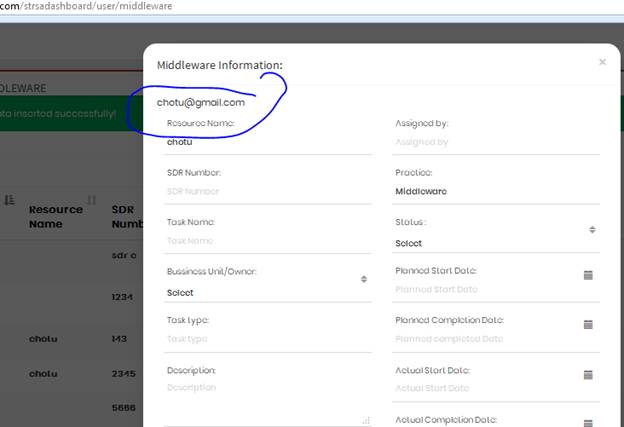 .com/strsadashboard/user/middleware
Middleware Information:
×
DLEWARE
ata inserted successfully!
chotu@gmail.com
Resource Name:
chotu
Assigned by:
Assigned by
SDR Number:
SDR Number
Practice:
Middleware
Task Name:
Task Name
Status :
Select
Bussiness Unit/Owner:
Select
Planned Start Date:
Planned Start Date
Task type:
Task type
Planned Completion Date:
Planned completed Date
Description:
Description
Actual Start Date:
Actual Start Date
Actual Completion Date:
Resource
Name
SDR
Numb
sdr c
1234
chotu
143
chotu
2345
5666